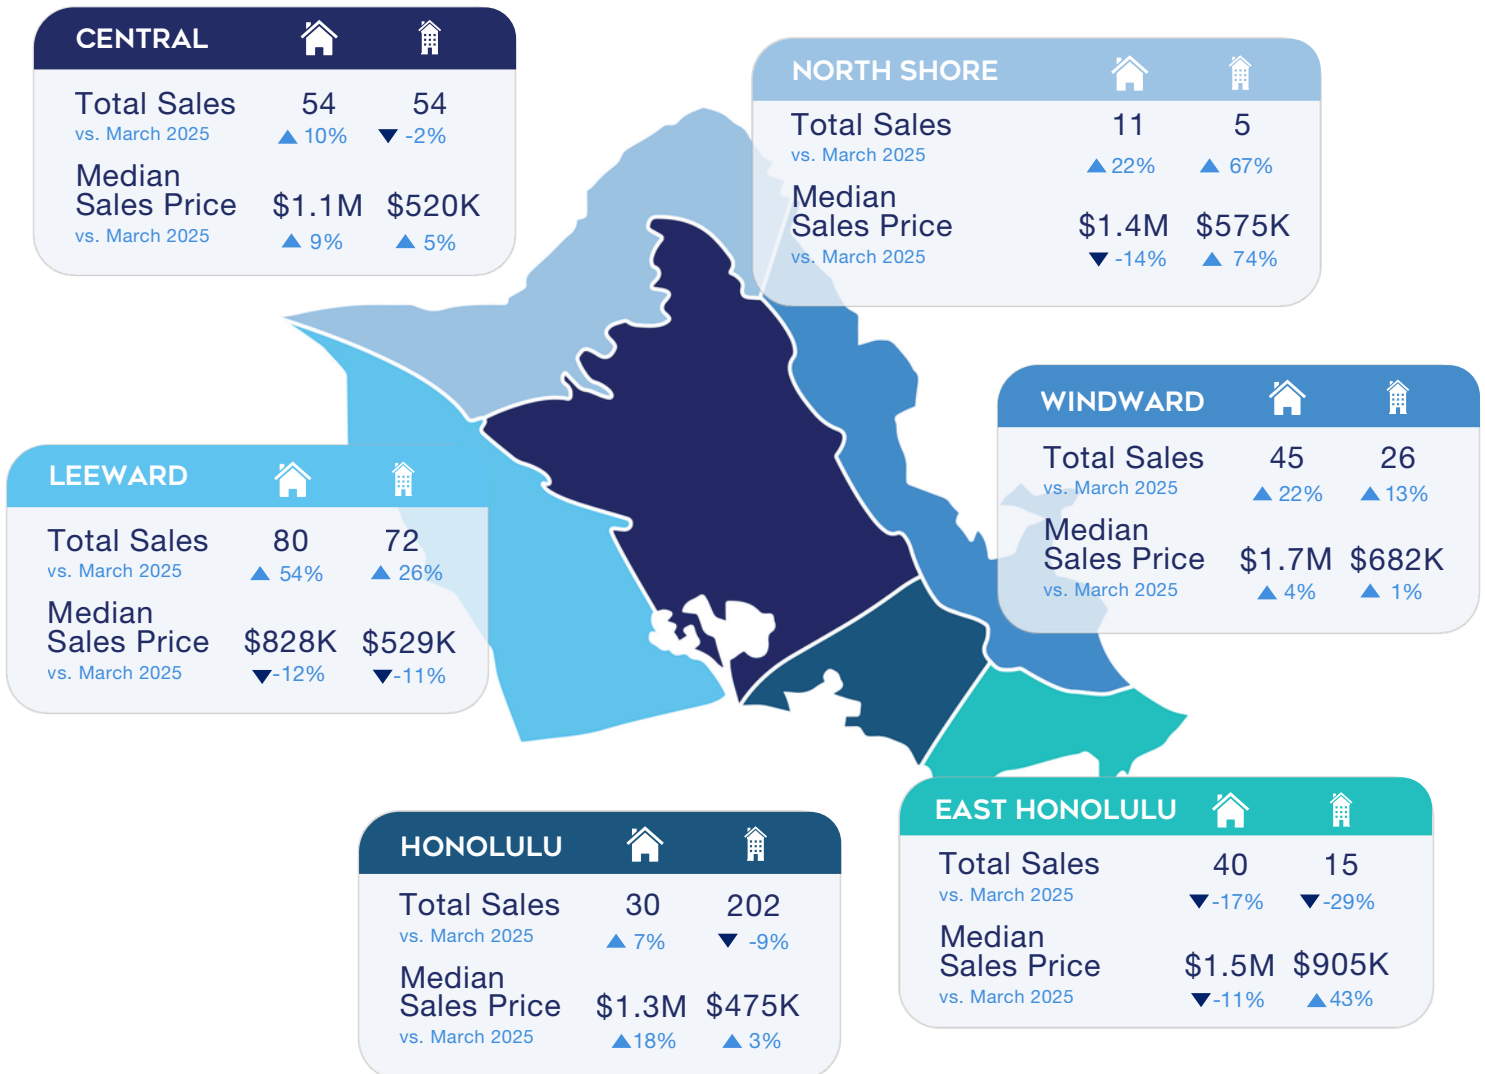 CENTRAL
Total Sales 54 54
vs. March 2025 ▲ 10% ▼ -2%
Median
Sales Price $1.1M $520K
vs. March 2025 ▲ 9% ▲ 5%
NORTH SHORE
Total Sales 11 5
vs. March 2025 ▲ 22% ▲ 67%
Median
Sales Price $1.4M $575K
vs. March 2025 ▼ -14% ▲ 74%
WINDWARD
Total Sales 45 26
vs. March 2025 ▲ 22% ▲ 13%
Median
Sales Price $1.7M $682K
vs. March 2025 ▲ 4% ▲ 1%
LEEWARD
Total Sales 80 72
vs. March 2025 ▲ 54% ▲ 26%
Median
Sales Price $828K $529K
vs. March 2025 ▼ -12% ▼ -11%
HONOLULU
Total Sales 30 202
vs. March 2025 ▲ 7% ▼ -9%
Median
Sales Price $1.3M $475K
vs. March 2025 ▲ 18% ▲ 3%
EAST HONOLULU
Total Sales 40 15
vs. March 2025 ▼ -17% ▼ -29%
Median
Sales Price $1.5M $905K
vs. March 2025 ▼ -11% ▲ 43%